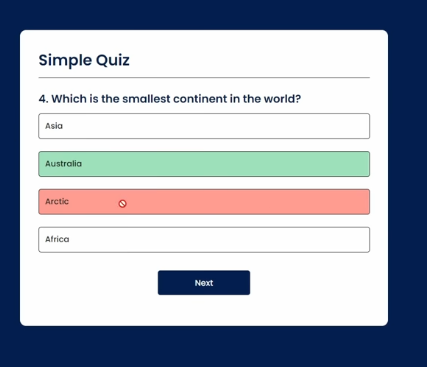 Simple Quiz
4. Which is the smallest continent in the world?
Asia
Australia
Arctic
Africa
Next